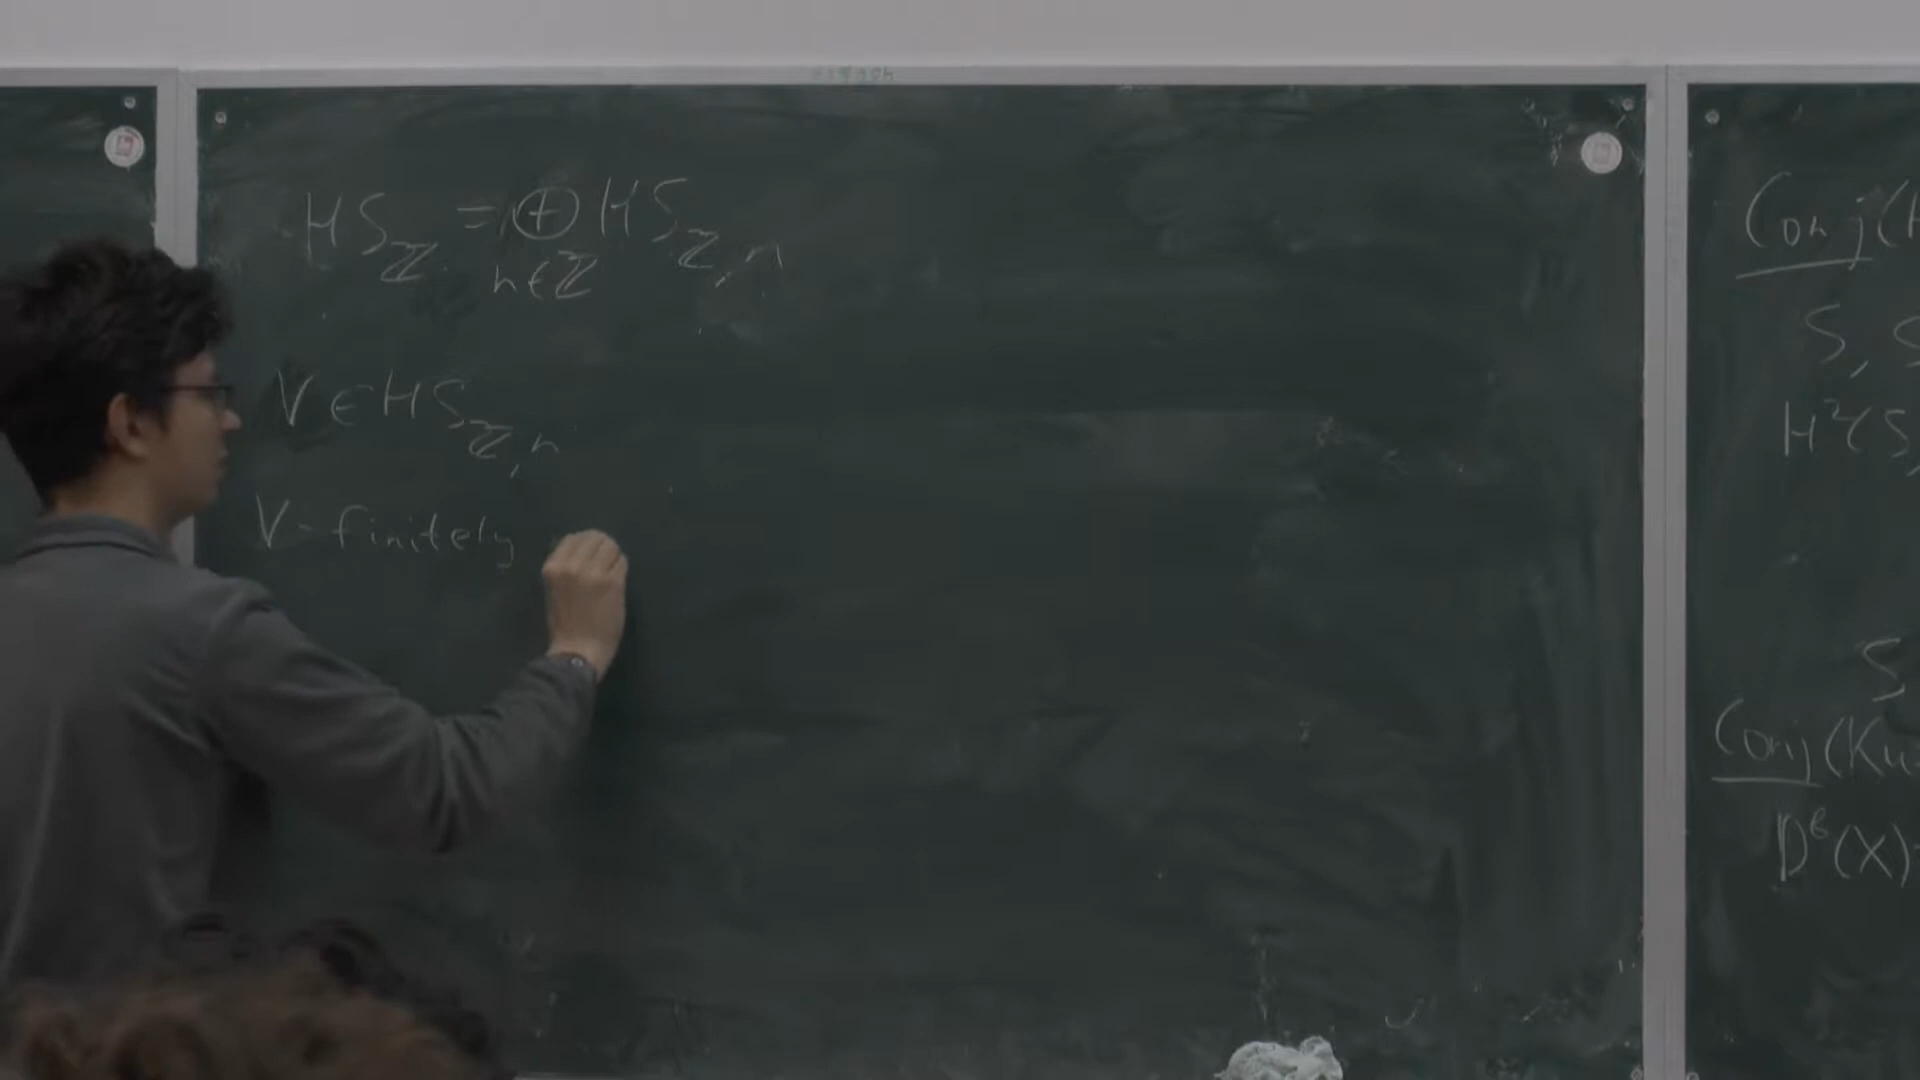 HS_ℤ = ⊕_{n∈ℤ} HS_{ℤ,n}
V ∈ HS_{ℤ,n}
V - finitely
Conj (
S, S
H²(S,
S
Conj (Ku
D^b(X)